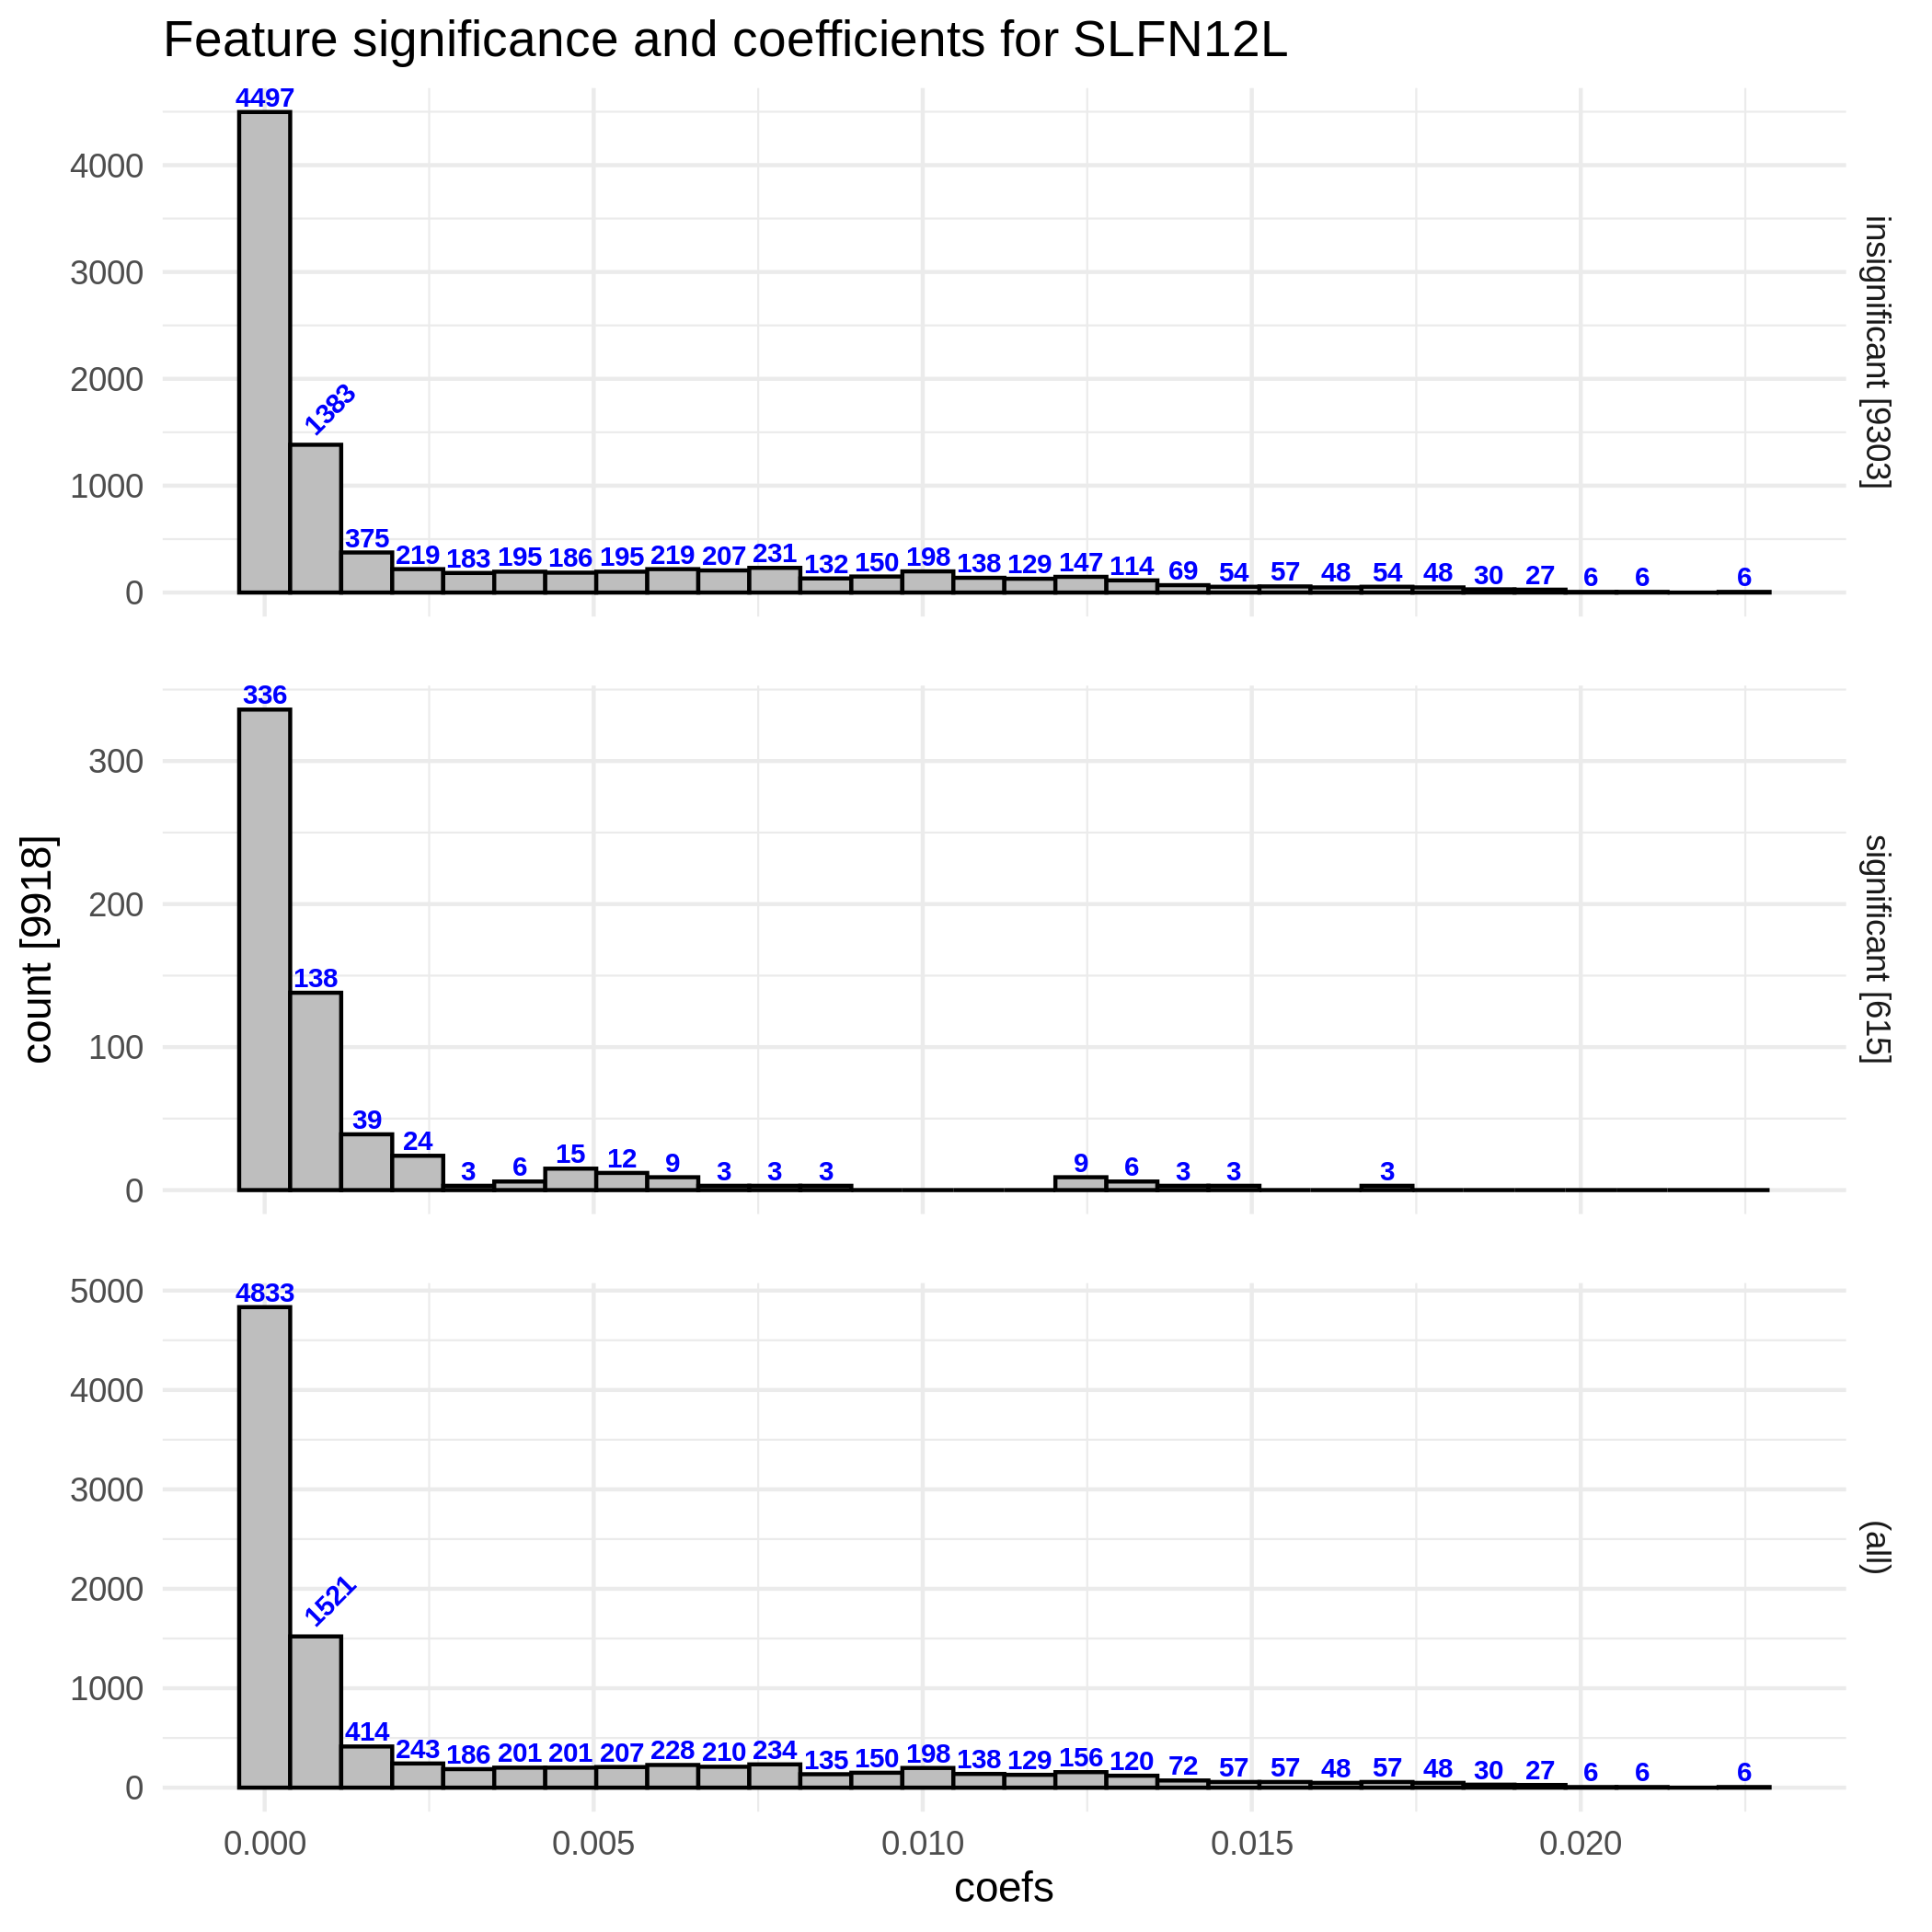 Feature significance and coefficients for SLFN12L
4497
1383
375 219 183 195 186 195 219 207 231 132 150 198 138 129 147 114 69 54 57 48 54 48 30 27 6 6 6
4000
3000
2000
1000
0
insignificant [9303]
336
138
39
24
3 6 15 12 9 3 3 3 9 6 3 3 3
300
200
100
0
significant [615]
count [9918]
4833
1521
414 243 186 201 201 207 228 210 234 135 150 198 138 129 156 120 72 57 57 48 57 48 30 27 6 6 6
5000
4000
3000
2000
1000
0
(all)
0.000 0.005 0.010 0.015 0.020
coefs